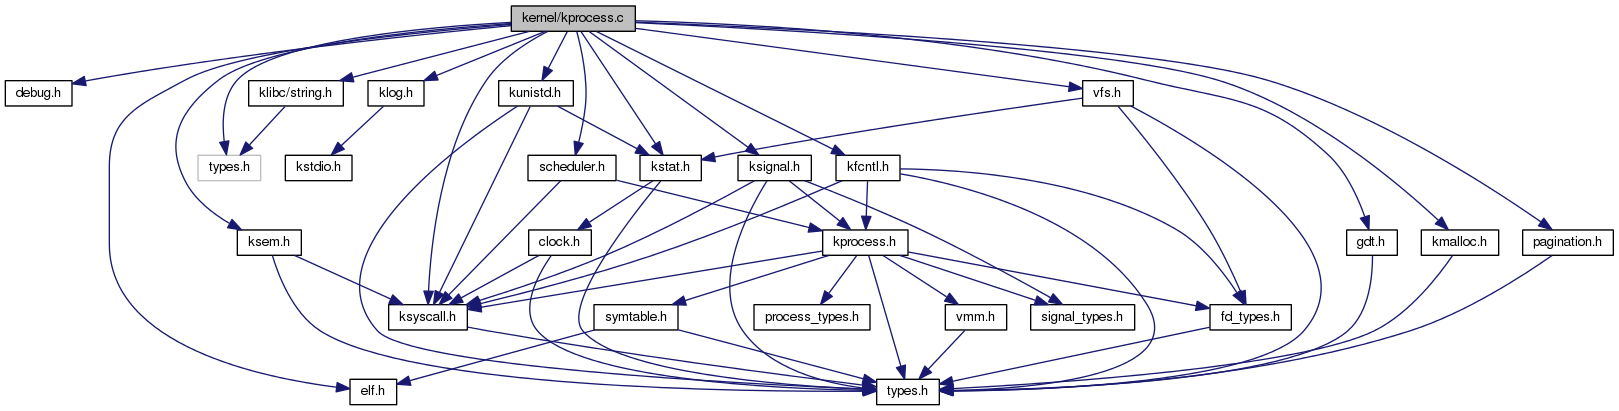 kernel/kprocess.c
debug.h
klibc/string.h
klog.h
kunistd.h
vfs.h
types.h
kstdio.h
scheduler.h
kstat.h
ksignal.h
kfcntl.h
ksem.h
clock.h
kprocess.h
gdt.h
kmalloc.h
pagination.h
ksyscall.h
symtable.h
process_types.h
vmm.h
signal_types.h
fd_types.h
elf.h
types.h